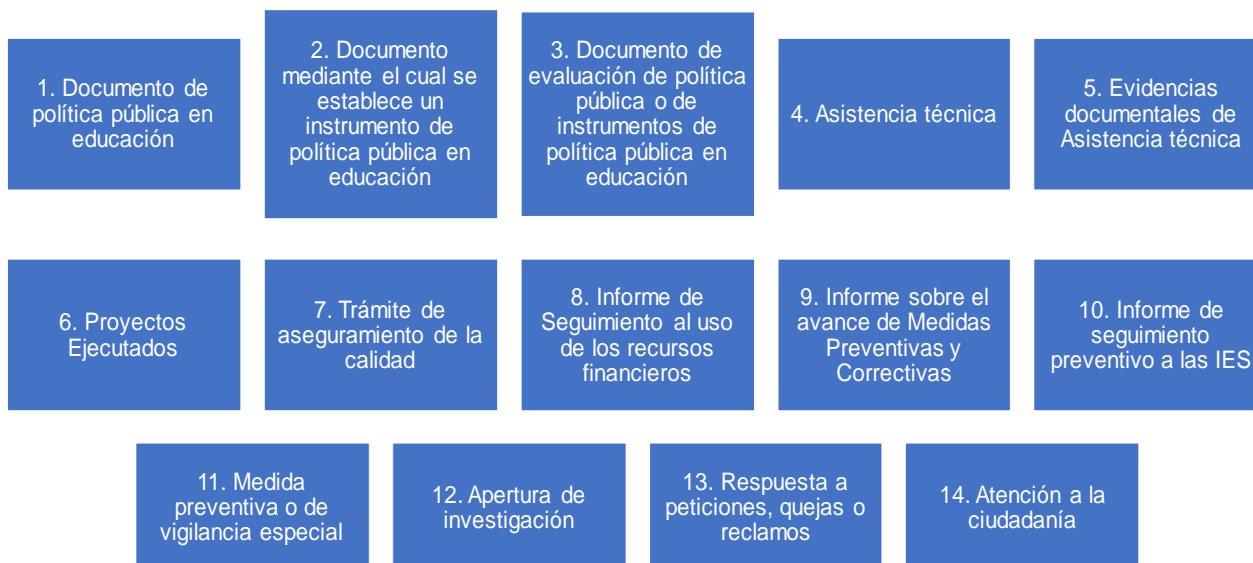 1. Documento de
política pública en
educación
2. Documento
mediante el cual se
establece un
instrumento de
política pública en
educación
3. Documento de
evaluación de política
pública o de
instrumentos de
política pública en
educación
4. Asistencia técnica
5. Evidencias
documentales de
Asistencia técnica
6. Proyectos
Ejecutados
7. Trámite de
aseguramiento de la
calidad
8. Informe de
Seguimiento al uso
de los recursos
financieros
9. Informe sobre el
avance de Medidas
Preventivas y
Correctivas
10. Informe de
seguimiento
preventivo a las IES
11. Medida
preventiva o de
vigilancia especial
12. Apertura de
investigación
13. Respuesta a
peticiones, quejas o
reclamos
14. Atención a la
ciudadanía